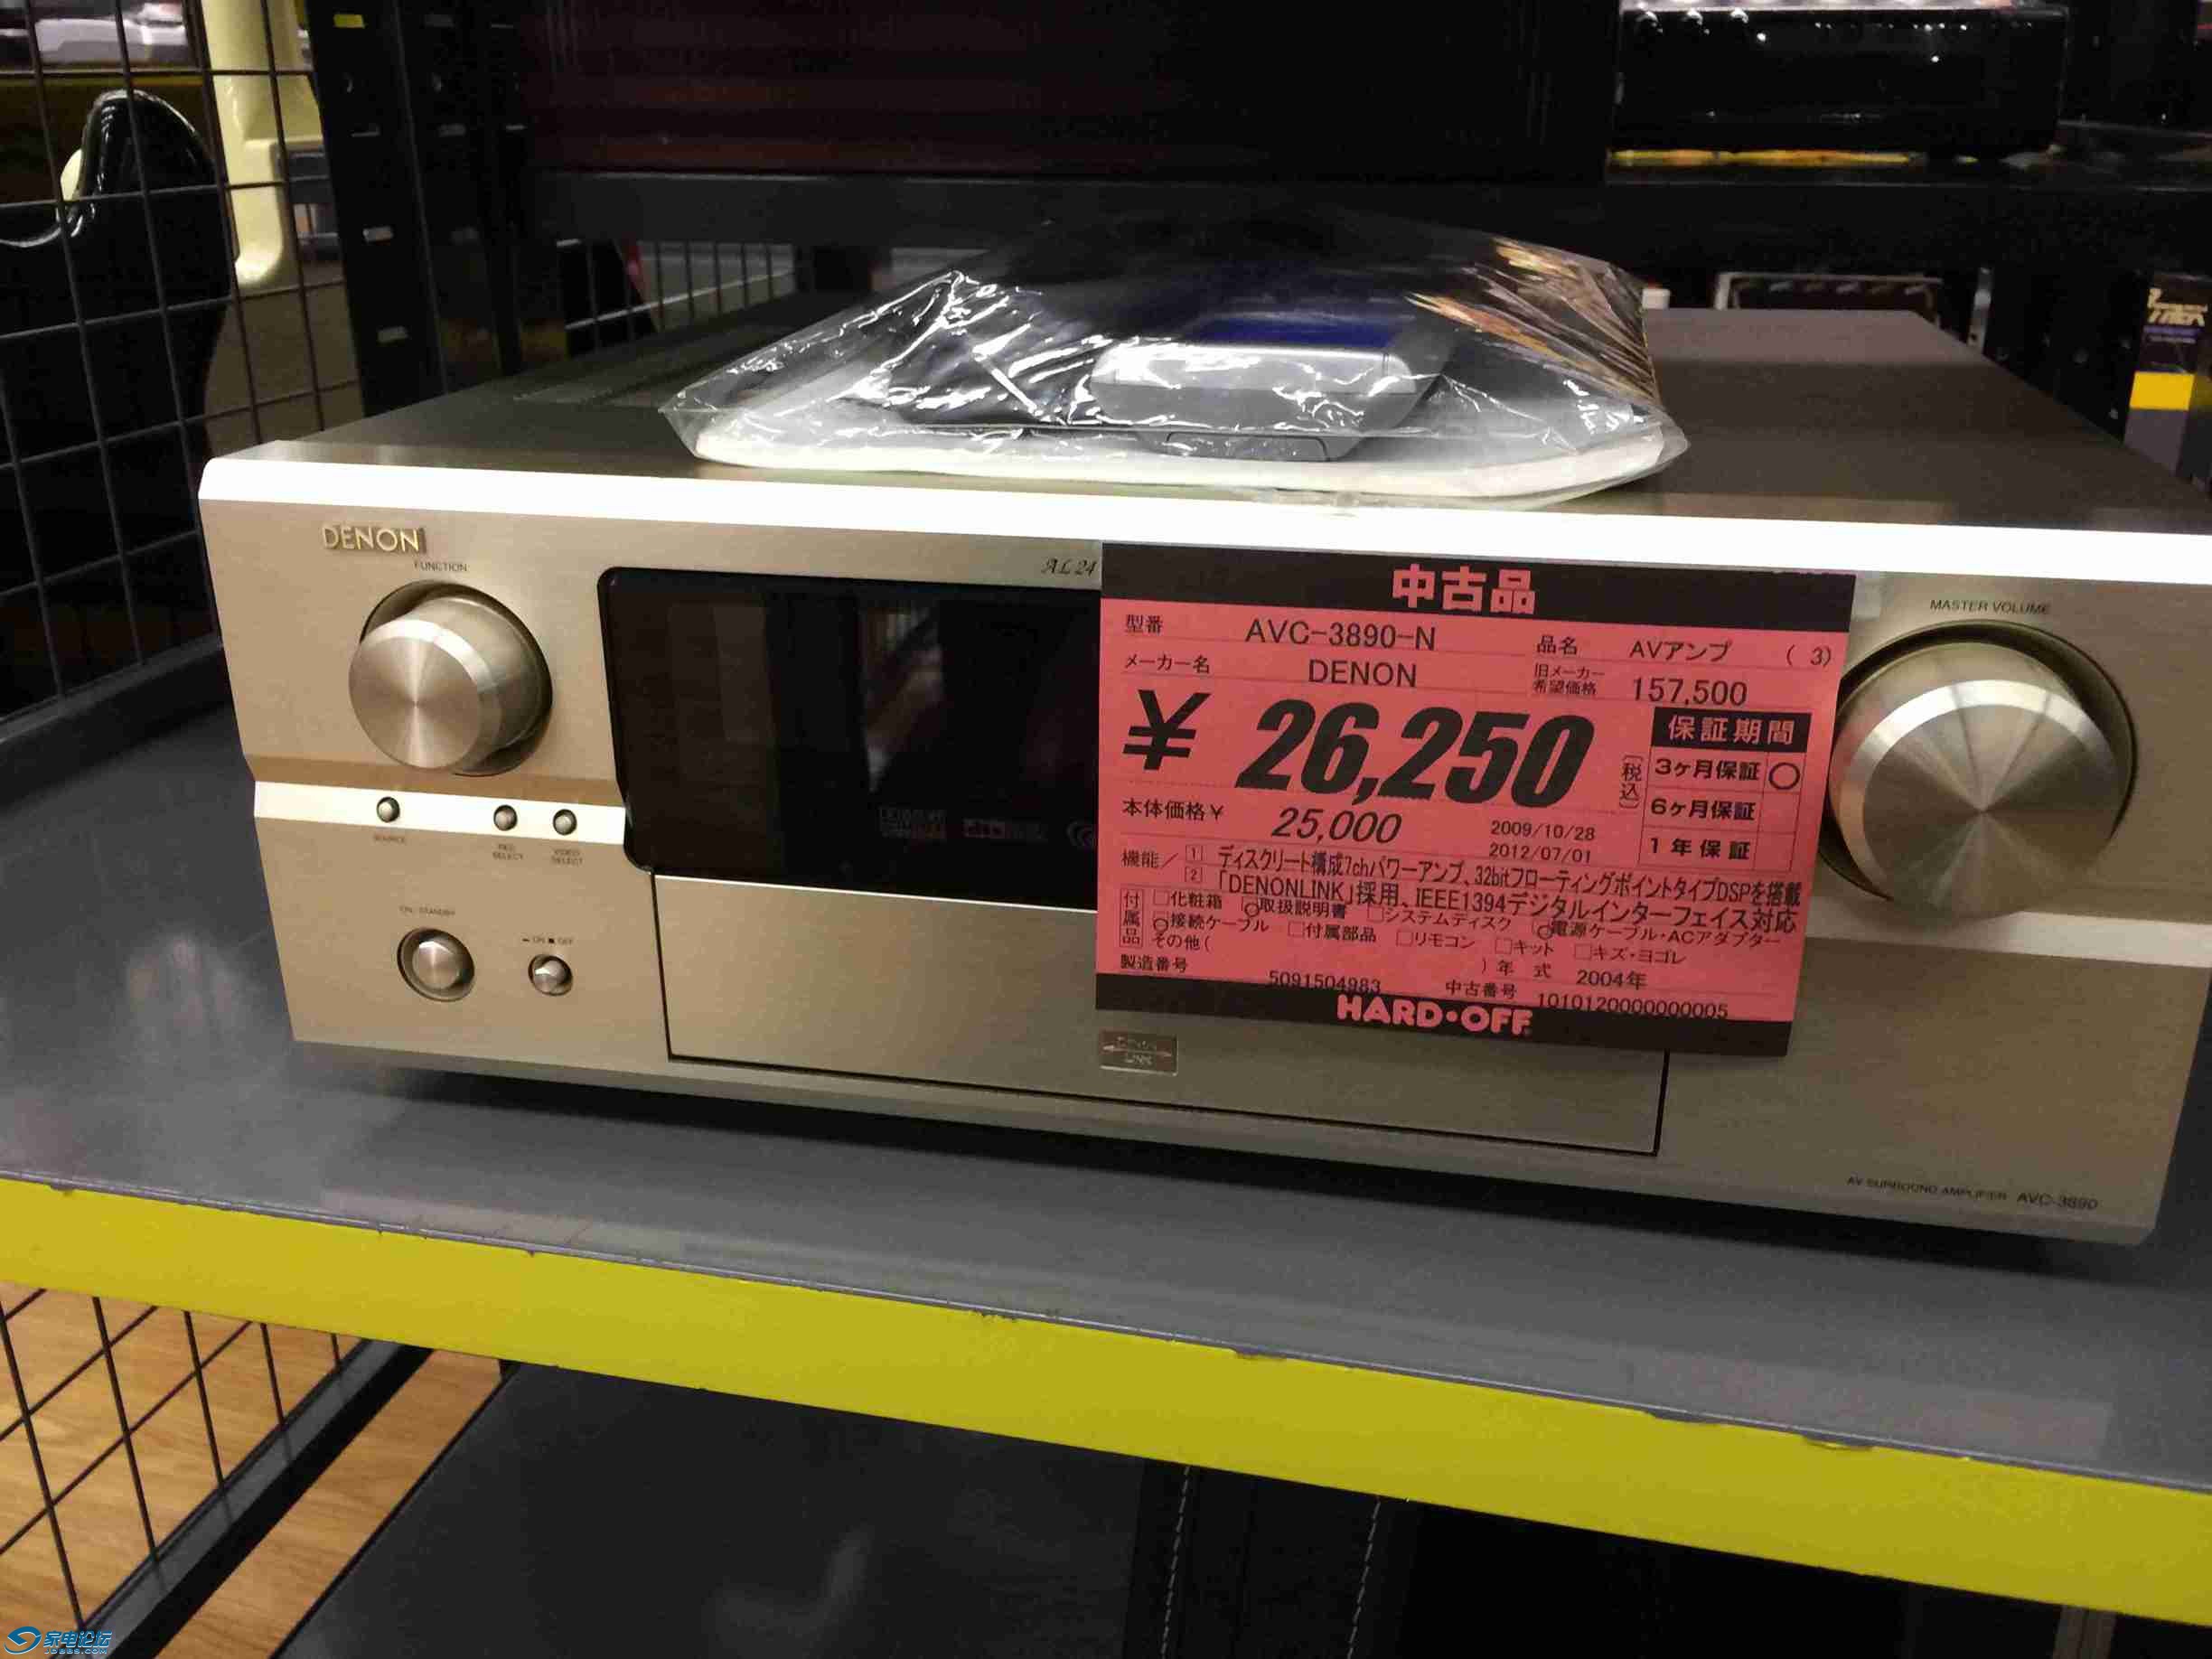 DENON
FUNCTION
AL24
MASTER VOLUME
SOURCE
REC
SELECT
VIDEO
SELECT
ON / STANDBY
ON OFF
中古品
型番 AVC-3890-N 品名 AVアンプ ( 3)
メーカー名 DENON 旧メーカー希望価格 157,500
¥ 26,250 (税込)
保証期間
3ヶ月保証 ○
6ヶ月保証
1年保証
本体価格¥ 25,000
2009/10/28
2012/07/01
機能/ 1 ディスクリート構成7chパワーアンプ、32bitフローティングポイントタイプDSPを搭載
2 「DENONLINK」採用、IEEE1394デジタルインターフェイス対応
付属品 □化粧箱 □取扱説明書 □システムディスク □電源ケーブル・ACアダプター
□接続ケーブル □付属部品 □リモコン □キット □キズ・ヨゴレ
その他( ) 年式 2004年
製造番号 5091504983 中古番号 1010120000000005
HARD・OFF
DENON
LINK
AV SURROUND AMPLIFIER AVC-3890
家电论坛
JD888.COM